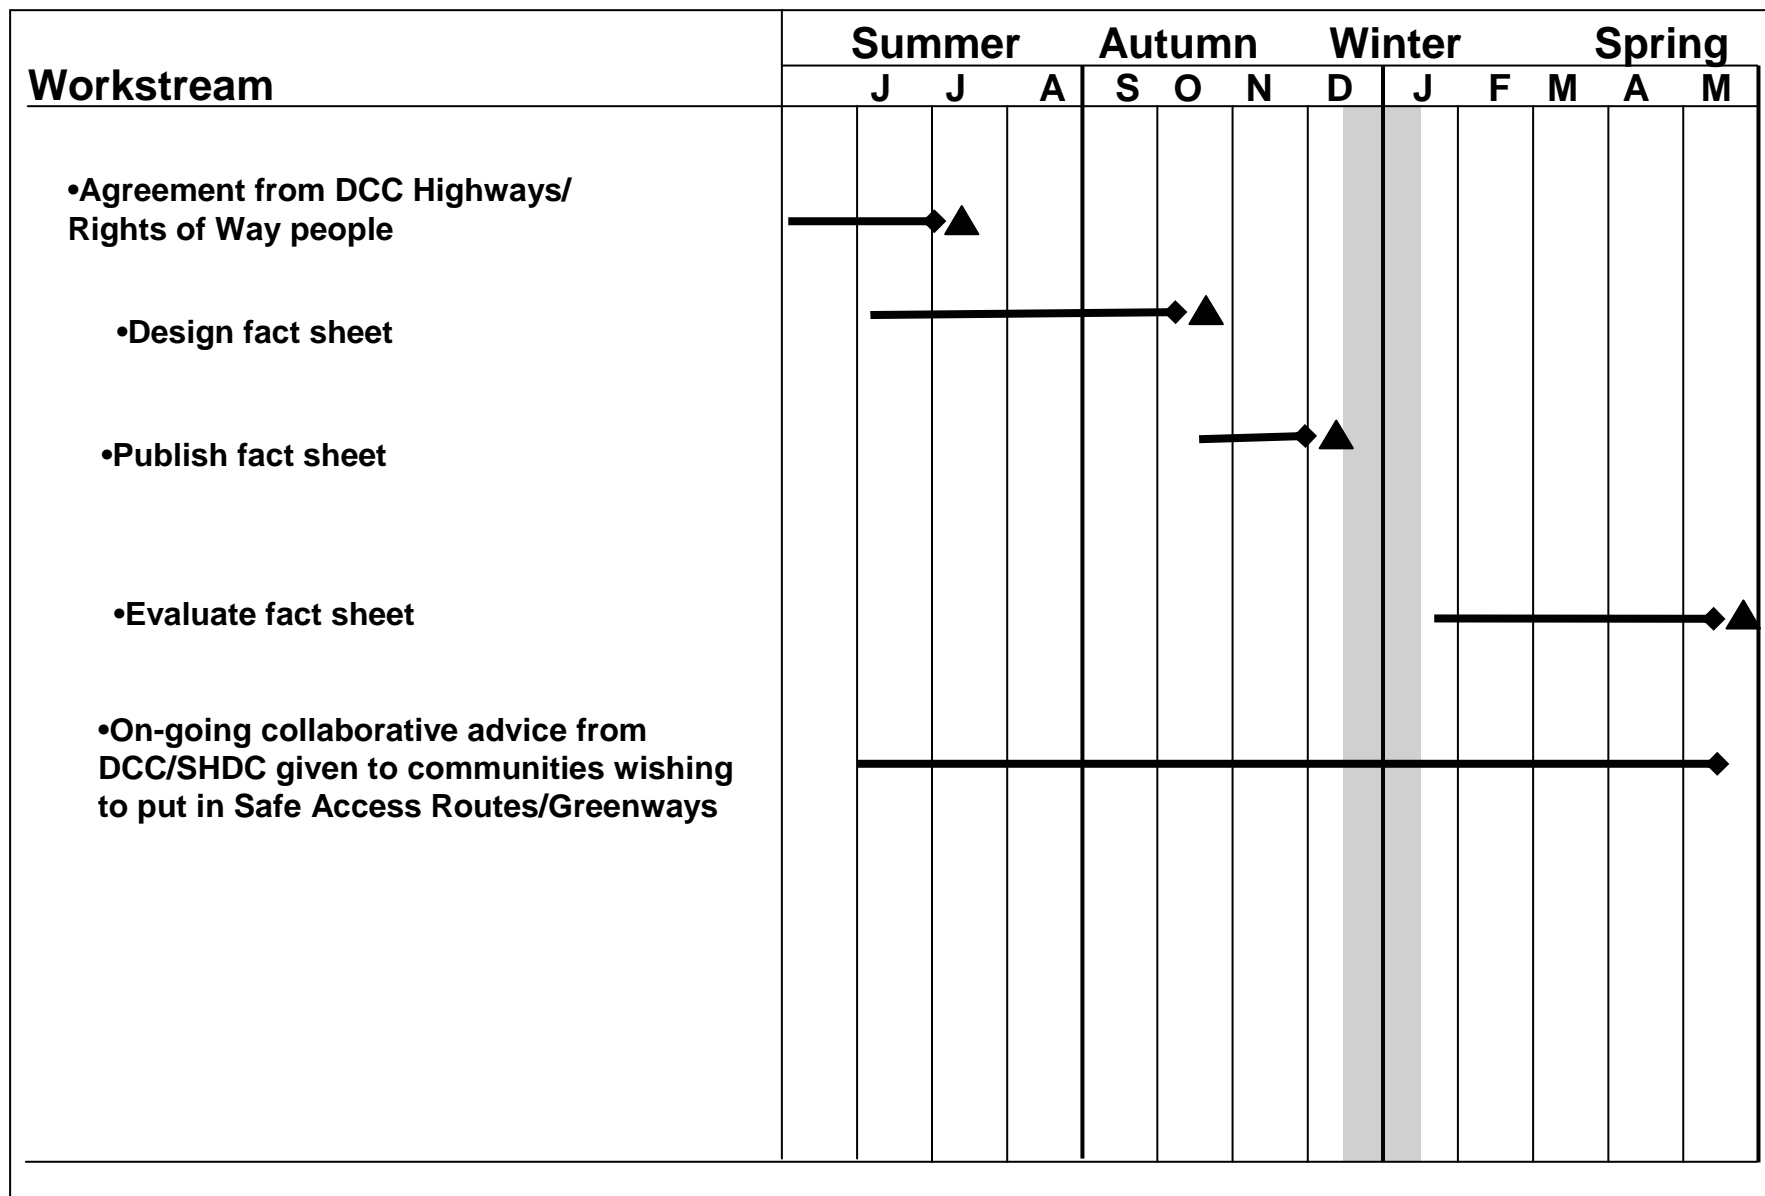 Summer Autumn Winter Spring
Workstream J J A S O N D J F M A M
•Agreement from DCC Highways/
Rights of Way people
•Design fact sheet
•Publish fact sheet
•Evaluate fact sheet
•On-going collaborative advice from
DCC/SHDC given to communities wishing
to put in Safe Access Routes/Greenways